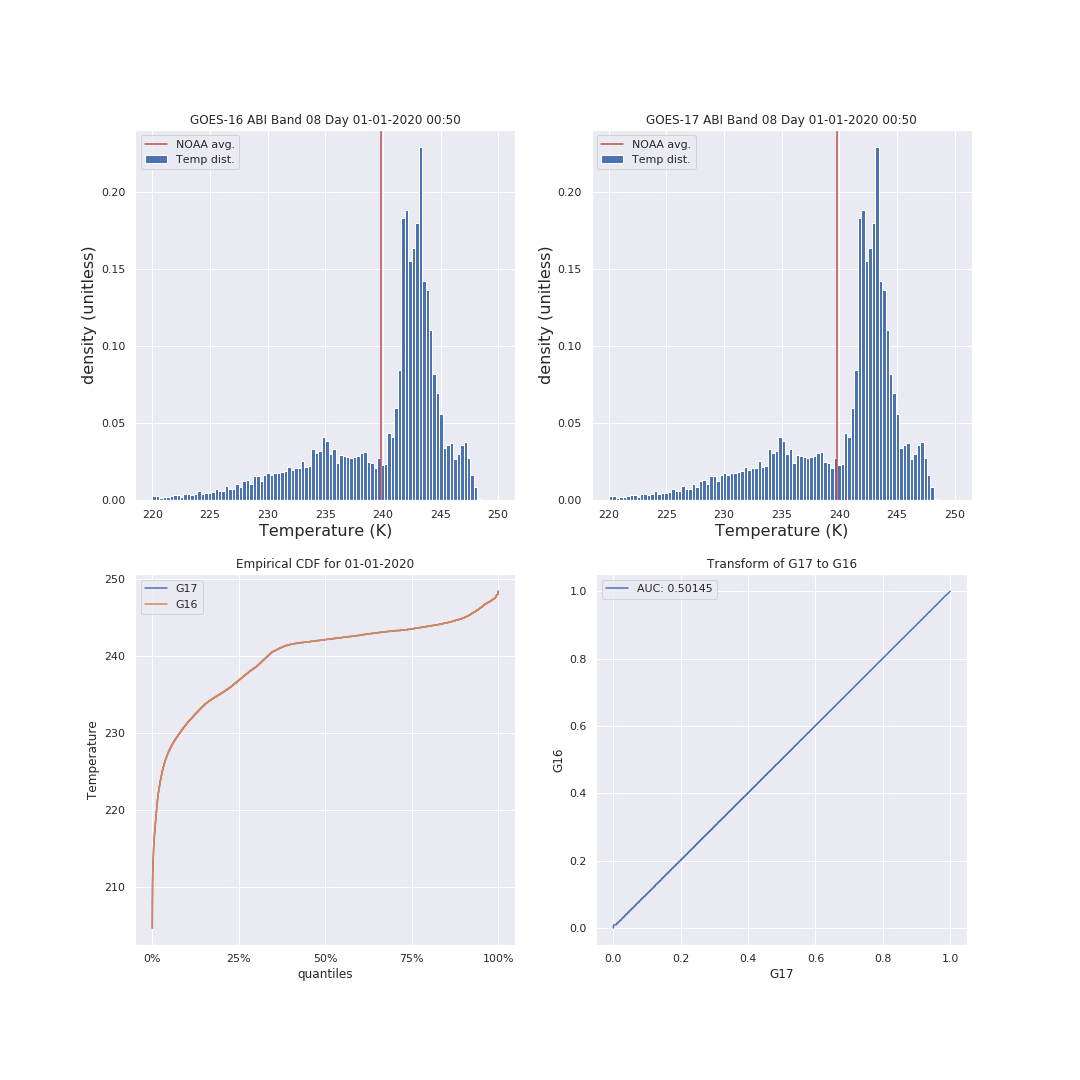 GOES-16 ABI Band 08 Day 01-01-2020 00:50
NOAA avg.
Temp dist.
density (unitless)
0.20
0.15
0.10
0.05
0.00
220
225
230
235
240
245
250
Temperature (K)
GOES-17 ABI Band 08 Day 01-01-2020 00:50
NOAA avg.
Temp dist.
density (unitless)
0.20
0.15
0.10
0.05
0.00
220
225
230
235
240
245
250
Temperature (K)
Empirical CDF for 01-01-2020
G17
G16
Temperature
250
240
230
220
210
0%
25%
50%
75%
100%
quantiles
Transform of G17 to G16
AUC: 0.50145
G16
1.0
0.8
0.6
0.4
0.2
0.0
0.0
0.2
0.4
0.6
0.8
1.0
G17